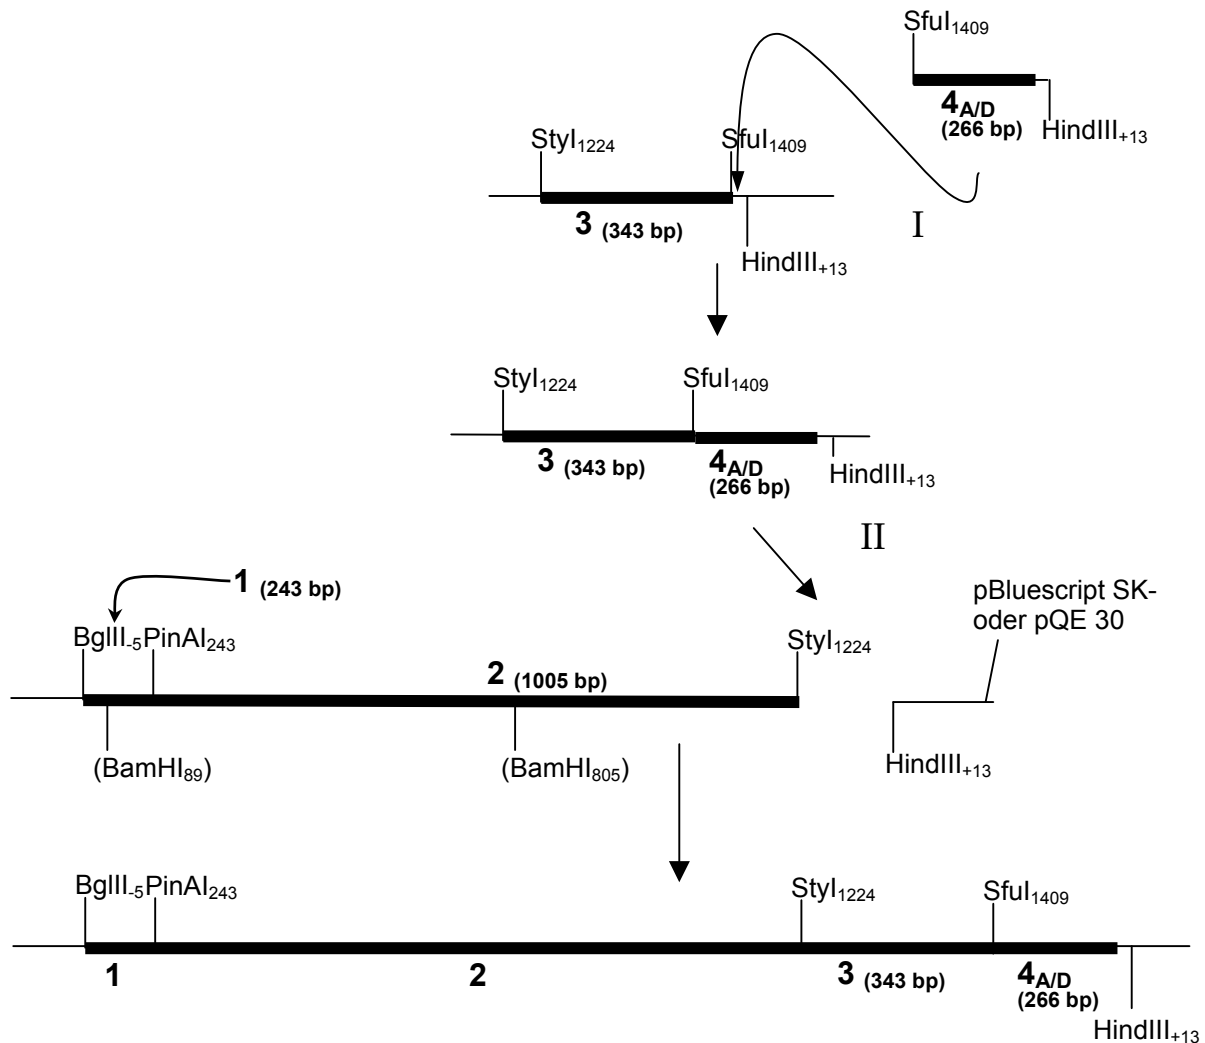 SfuI1409
4A/D
(266 bp)
HindIII+13
StyI1224
SfuI1409
3 (343 bp)
HindIII+13
I
StyI1224
SfuI1409
3 (343 bp)
4A/D
(266 bp)
HindIII+13
II
1 (243 bp)
pBluescript SK-
oder pQE 30
BglII-5PinAI243
StyI1224
2 (1005 bp)
(BamHI89)
(BamHI805)
HindIII+13
BglII-5PinAI243
StyI1224
SfuI1409
1
2
3 (343 bp)
4A/D
(266 bp)
HindIII+13